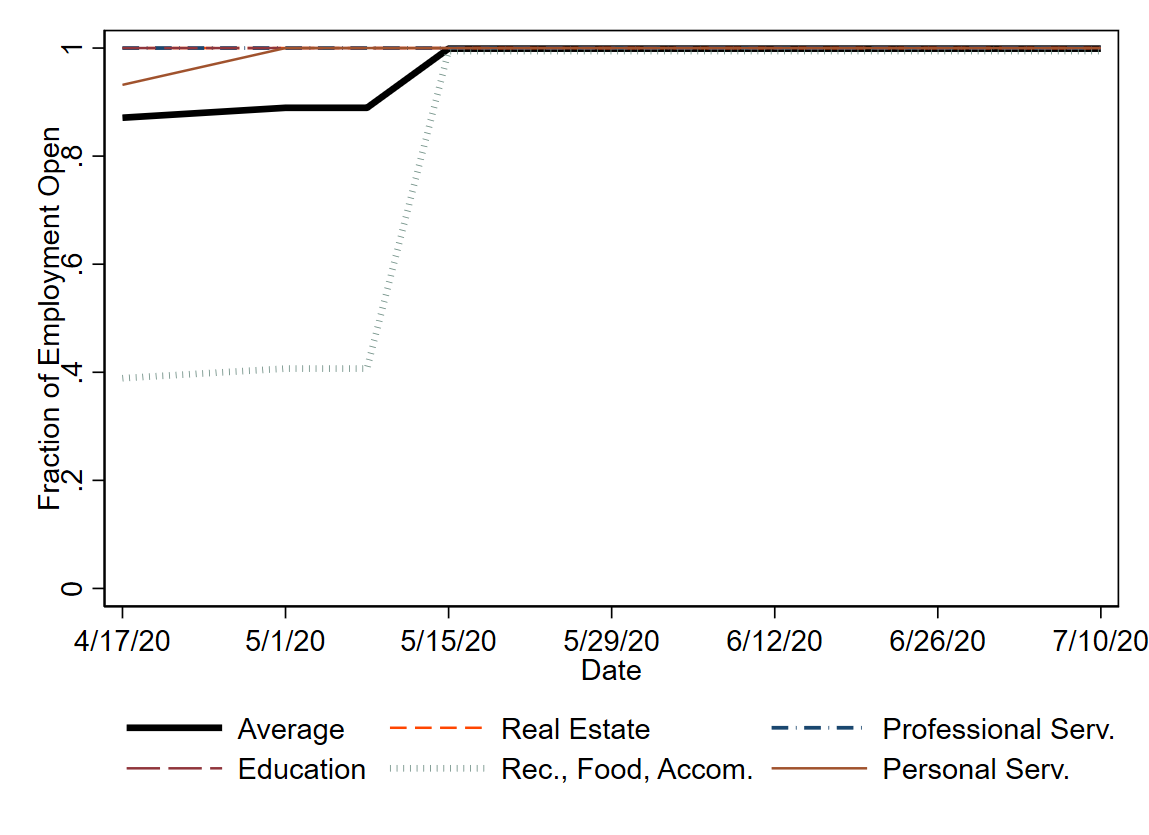 Fraction of Employment Open
1
.8
.6
.4
.2
0
4/17/20 5/1/20 5/15/20 5/29/20 6/12/20 6/26/20 7/10/20
Date
Average Real Estate Professional Serv.
Education Rec., Food, Accom. Personal Serv.